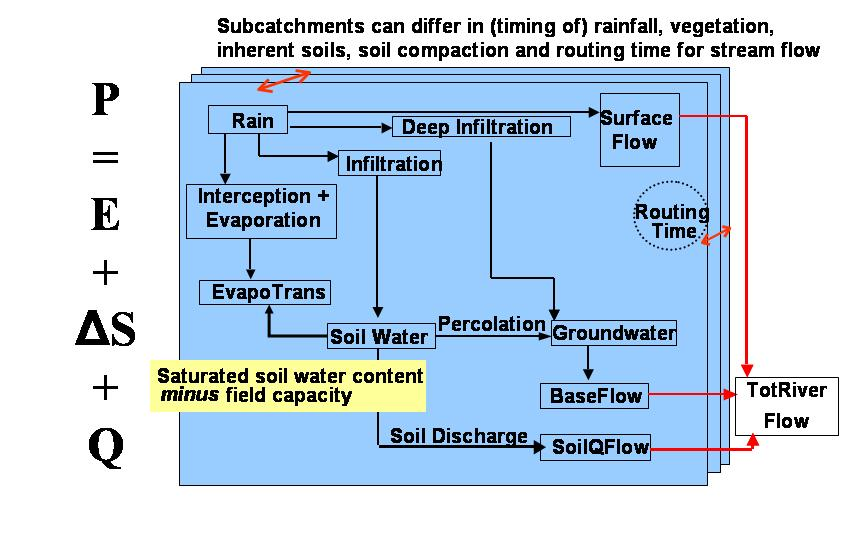 Subcatchments can differ in (timing of) rainfall, vegetation,
inherent soils, soil compaction and routing time for stream flow
P
=
E
+
ΔS
+
Q
Rain
Deep Infiltration
Surface
Flow
Infiltration
Interception +
Evaporation
Routing
Time
EvapoTrans
Soil Water
Percolation
Groundwater
Saturated soil water content
minus field capacity
BaseFlow
TotRiver
Flow
Soil Discharge
SoilQFlow